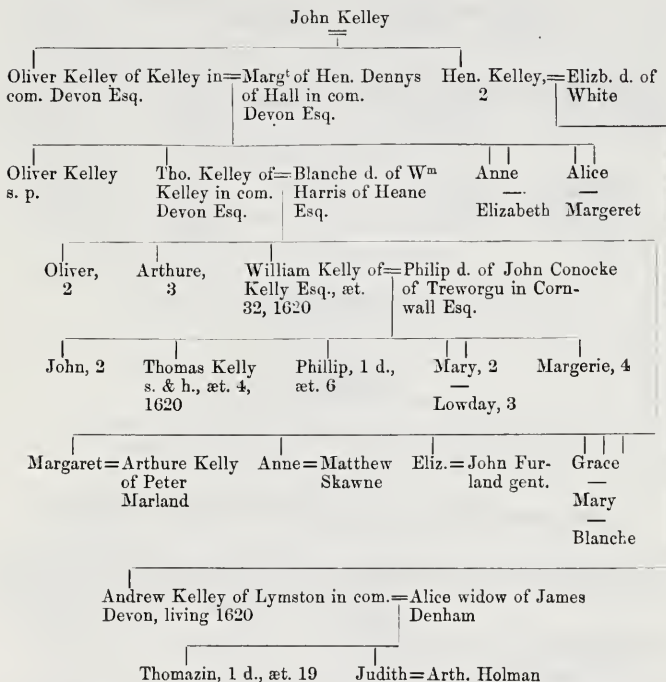 John Kelley
=
Oliver Kelley of Kelley in=Margt of Hen. Dennys Hen. Kelley,=Elizb. d. of
com. Devon Esq. of Hall in com. 2 White
Devon Esq.
Oliver Kelley Tho. Kelley of=Blanche d. of Wm Anne Alice
s. p. Kelley in com. Harris of Heane — —
Devon Esq. Esq. Elizabeth Margeret
Oliver, Arthure, William Kelly of=Philip d. of John Conocke
2 3 Kelly Esq., æt. of Treworgu in Corn-
32, 1620 wall Esq.
John, 2 Thomas Kelly Phillip, 1 d., Mary, 2 Margerie, 4
s. & h., æt. 4, æt. 6 —
1620 Lowday, 3
Margaret=Arthure Kelly Anne=Matthew Eliz.=John Fur- Grace
of Peter Skawne land gent. —
Marland Mary
—
Blanche
Andrew Kelley of Lymston in com.=Alice widow of James
Devon, living 1620 Denham
Thomazin, 1 d., æt. 19 Judith=Arth. Holman